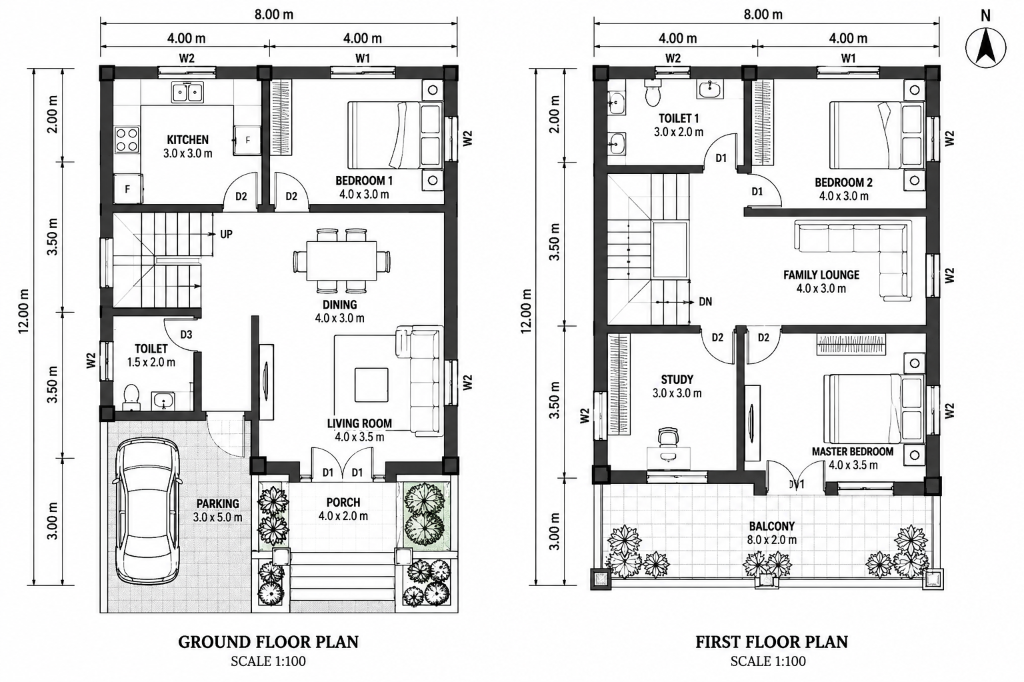 8.00 m
4.00 m
4.00 m
W2
W1
2.00 m
3.50 m
12.00 m
3.50 m
3.00 m
KITCHEN
3.0 x 3.0 m
F
F
BEDROOM 1
4.0 x 3.0 m
W2
D2
D2
UP
DINING
4.0 x 3.0 m
D3
TOILET
1.5 x 2.0 m
W2
W2
LIVING ROOM
4.0 x 3.5 m
D1
D1
PARKING
3.0 x 5.0 m
PORCH
4.0 x 2.0 m
GROUND FLOOR PLAN
SCALE 1:100
8.00 m
4.00 m
4.00 m
N
W2
W1
2.00 m
3.50 m
12.00 m
3.50 m
3.00 m
TOILET 1
3.0 x 2.0 m
D1
W2
D1
BEDROOM 2
4.0 x 3.0 m
FAMILY LOUNGE
4.0 x 3.0 m
W2
DN
D2
D2
STUDY
3.0 x 3.0 m
W2
W2
MASTER BEDROOM
4.0 x 3.5 m
BALCONY
8.0 x 2.0 m
FIRST FLOOR PLAN
SCALE 1:100